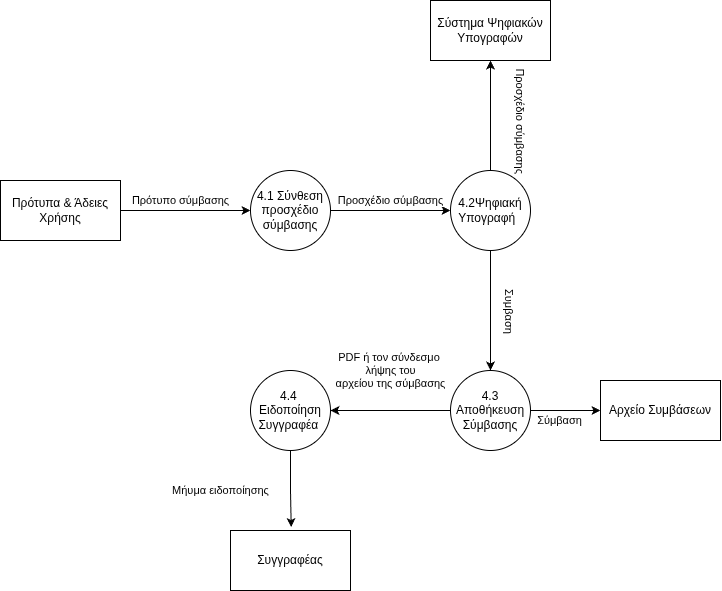 Σύστημα Ψηφιακών
Υπογραφών
Προσχέδιο σύμβασης
Πρότυπα & Άδειες
Χρήσης
Πρότυπο σύμβασης
4.1 Σύνθεση
προσχέδιο
σύμβασης
Προσχέδιο σύμβασης
4.2Ψηφιακή
Υπογραφή
Σύμβαση
PDF ή τον σύνδεσμο
λήψης του
αρχείου της σύμβασης
4.4
Ειδοποίηση
Συγγραφέα
4.3
Αποθήκευση
Σύμβασης
Σύμβαση
Αρχείο Συμβάσεων
Μήυμα ειδοποίησης
Συγγραφέας